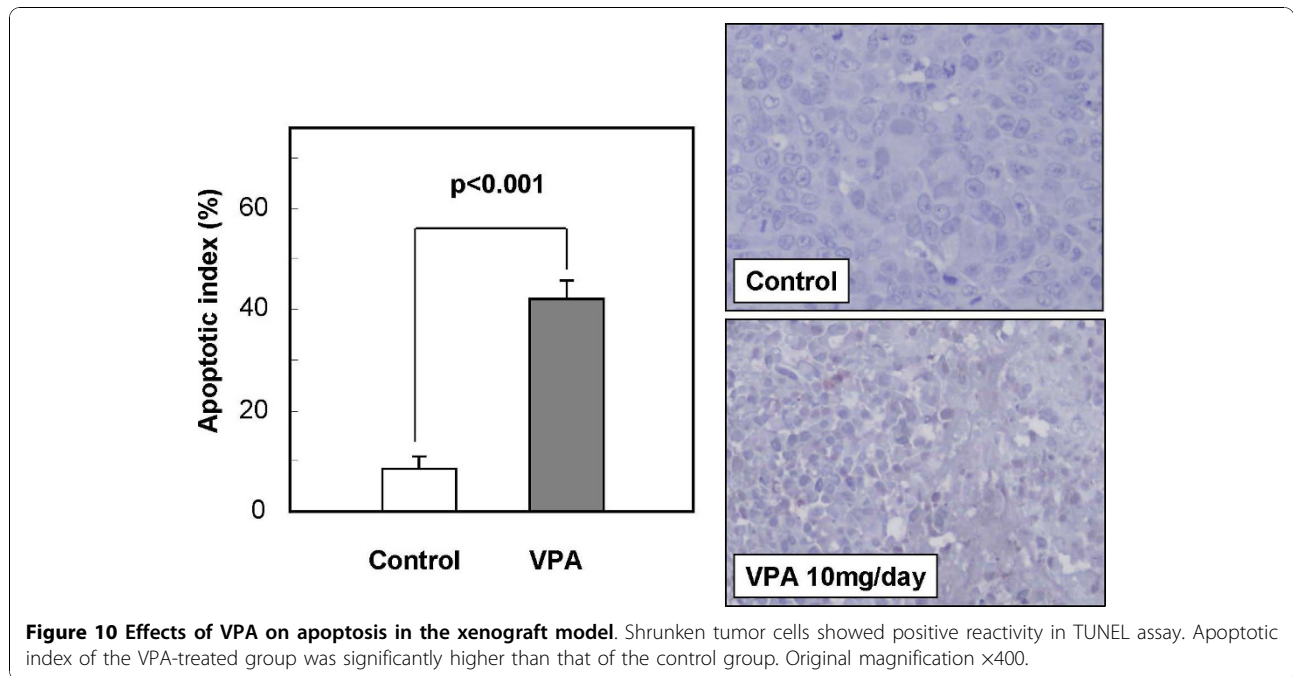 Apoptotic index (%)
60
40
20
0
p<0.001
Control
VPA
Control
VPA 10mg/day
Figure 10 Effects of VPA on apoptosis in the xenograft model. Shrunken tumor cells showed positive reactivity in TUNEL assay. Apoptotic
index of the VPA-treated group was significantly higher than that of the control group. Original magnification ×400.